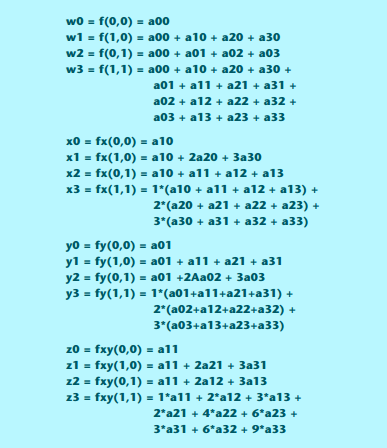 w0 = f(0,0) = a00
w1 = f(1,0) = a00 + a10 + a20 + a30
w2 = f(0,1) = a00 + a01 + a02 + a03
w3 = f(1,1) = a00 + a10 + a20 + a30 +
a01 + a11 + a21 + a31 +
a02 + a12 + a22 + a32 +
a03 + a13 + a23 + a33
x0 = fx(0,0) = a10
x1 = fx(1,0) = a10 + 2a20 + 3a30
x2 = fx(0,1) = a10 + a11 + a12 + a13
x3 = fx(1,1) = 1*(a10 + a11 + a12 + a13) +
2*(a20 + a21 + a22 + a23) +
3*(a30 + a31 + a32 + a33)
y0 = fy(0,0) = a01
y1 = fy(1,0) = a01 + a11 + a21 + a31
y2 = fy(0,1) = a01 +2Aa02 + 3a03
y3 = fy(1,1) = 1*(a01+a11+a21+a31) +
2*(a02+a12+a22+a32) +
3*(a03+a13+a23+a33)
z0 = fxy(0,0) = a11
z1 = fxy(1,0) = a11 + 2a21 + 3a31
z2 = fxy(0,1) = a11 + 2a12 + 3a13
z3 = fxy(1,1) = 1*a11 + 2*a12 + 3*a13 +
2*a21 + 4*a22 + 6*a23 +
3*a31 + 6*a32 + 9*a33